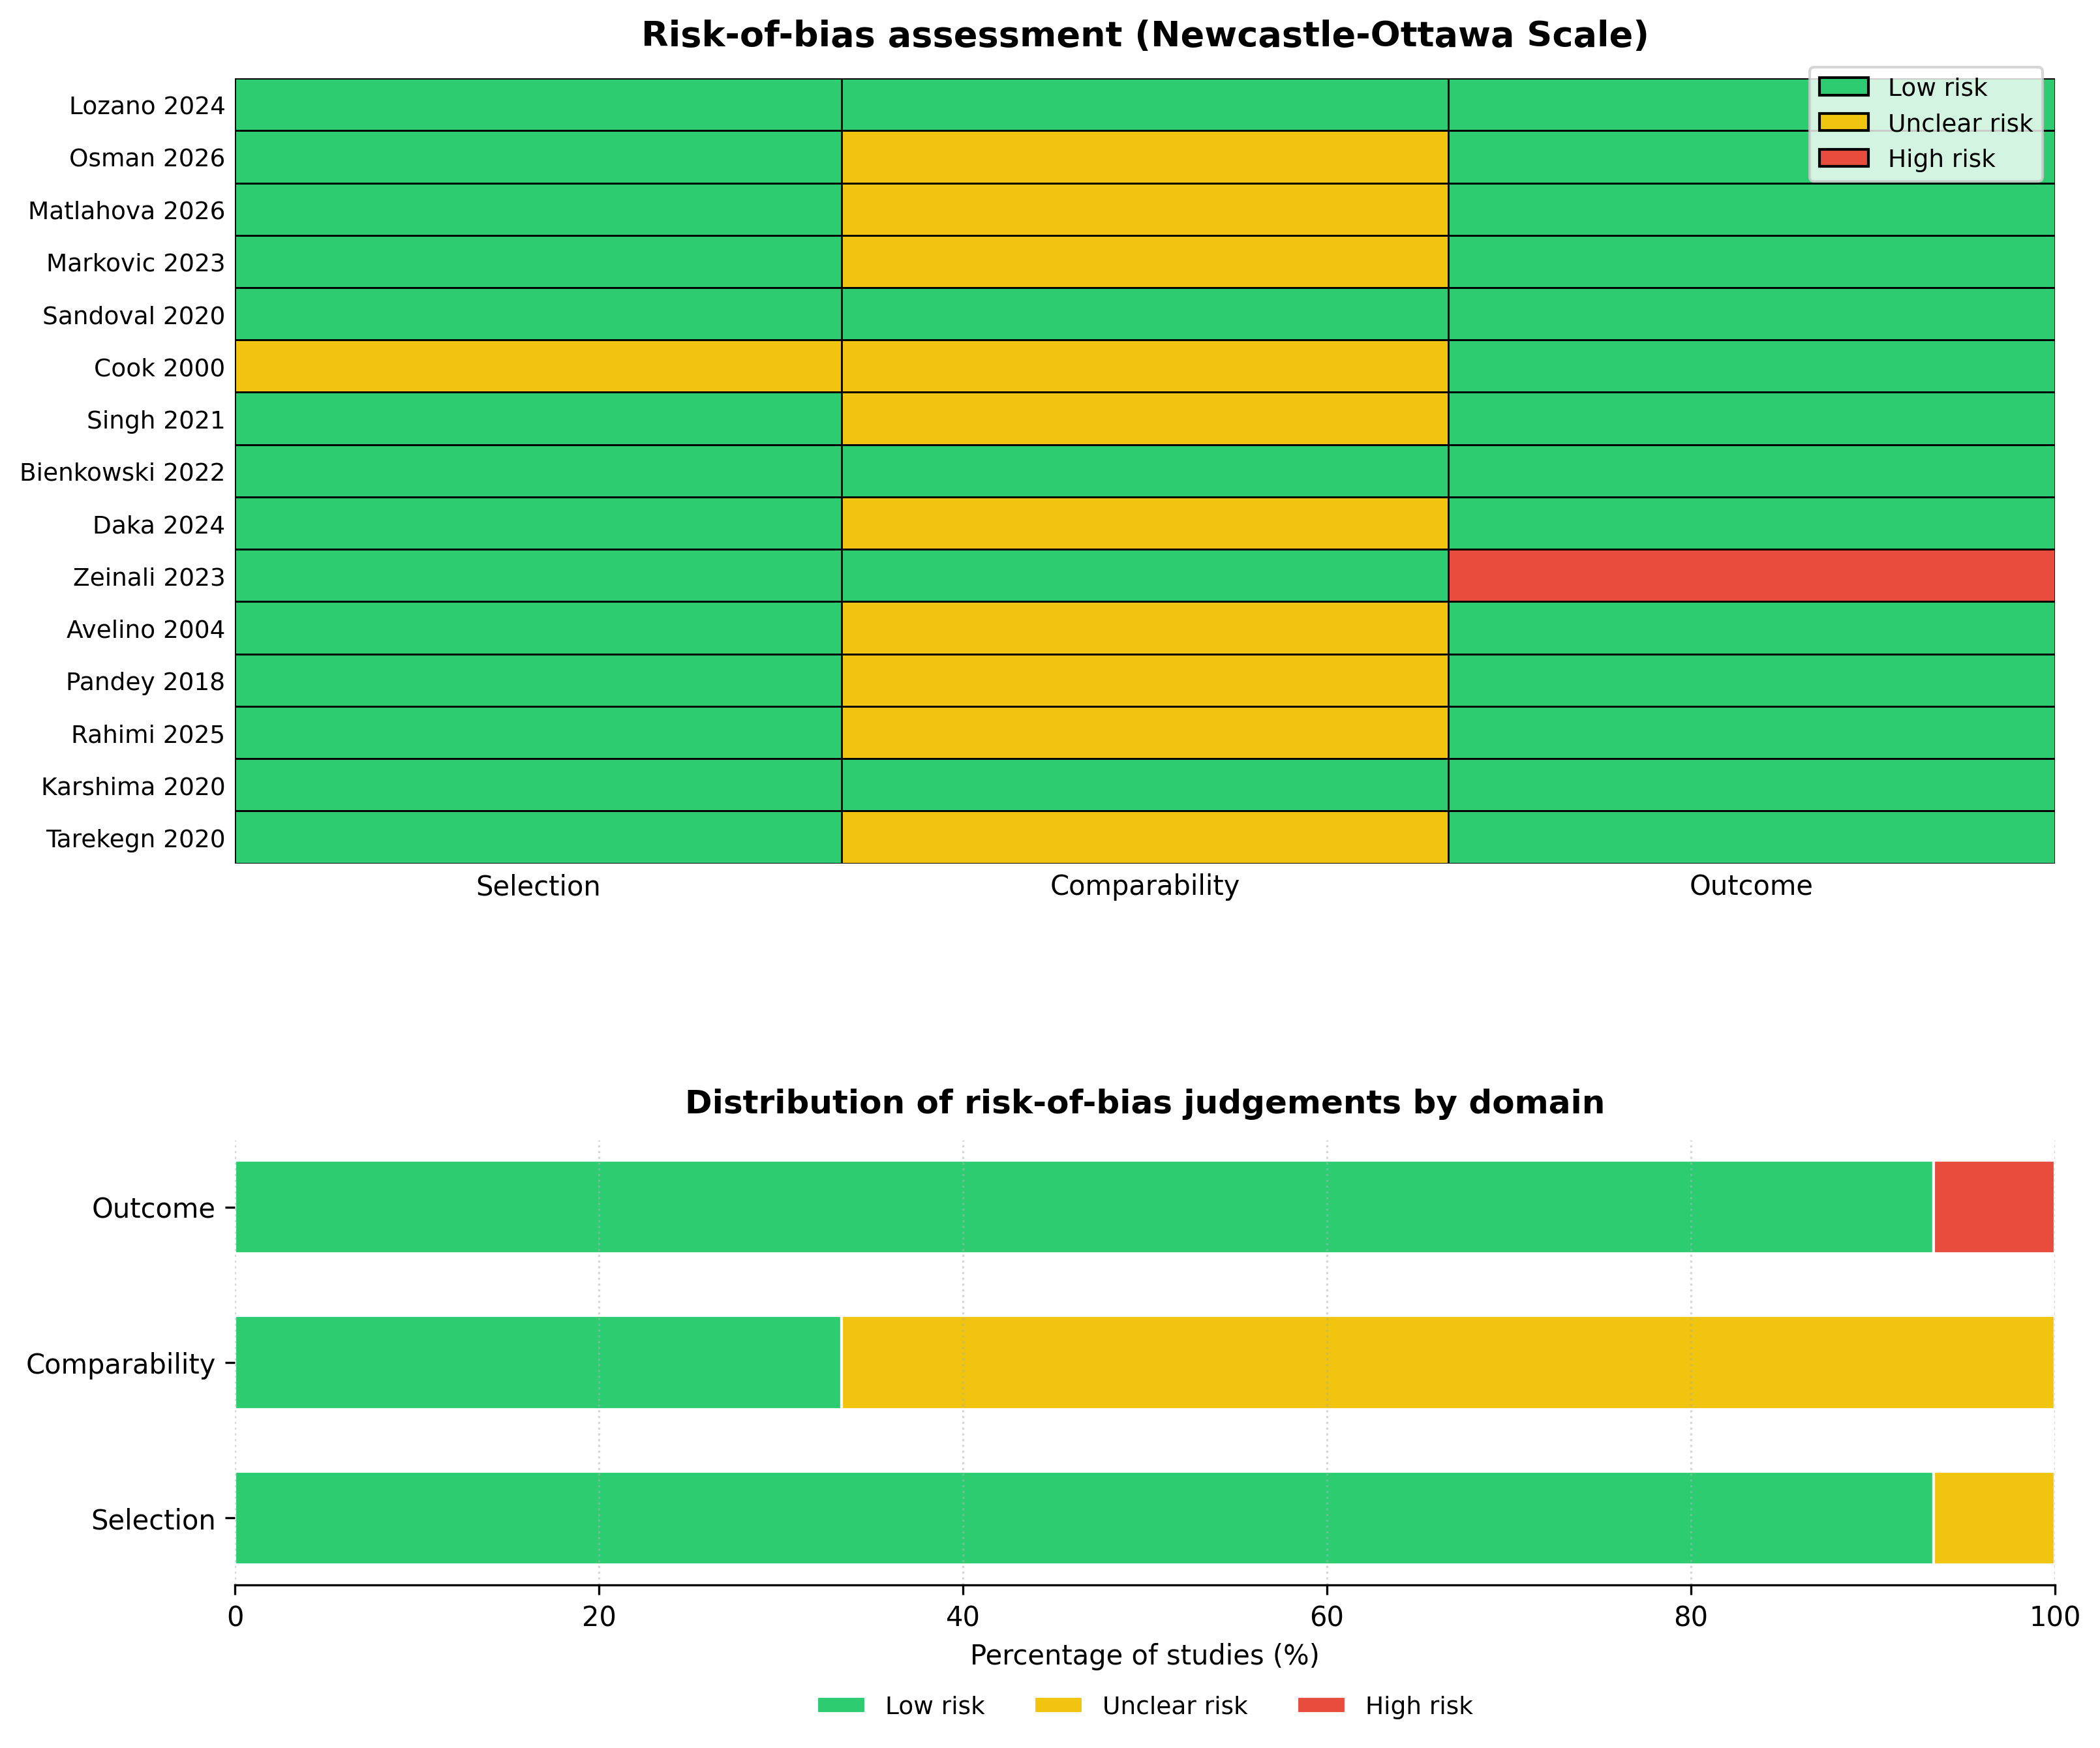 Risk-of-bias assessment (Newcastle-Ottawa Scale)
Low risk
Unclear risk
High risk
Lozano 2024
Osman 2026
Matlahova 2026
Markovic 2023
Sandoval 2020
Cook 2000
Singh 2021
Bienkowski 2022
Daka 2024
Zeinali 2023
Avelino 2004
Pandey 2018
Rahimi 2025
Karshima 2020
Tarekegn 2020
Selection Comparability Outcome
Distribution of risk-of-bias judgements by domain
Outcome
Comparability
Selection
0 20 40 60 80 100
Percentage of studies (%)
Low risk Unclear risk High risk